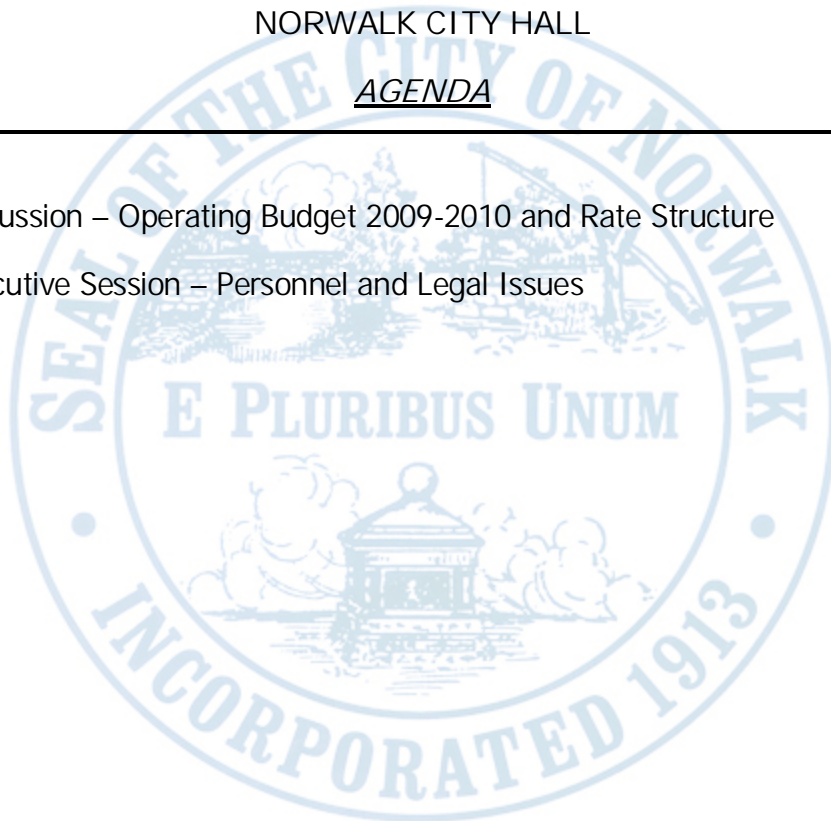 NORWALK CITY HALL
AGENDA
ussion – Operating Budget 2009-2010 and Rate Structure
cutive Session – Personnel and Legal Issues
SEAL OF THE CITY OF NORWALK
E PLURIBUS UNUM
• INCORPORATED 1913 •